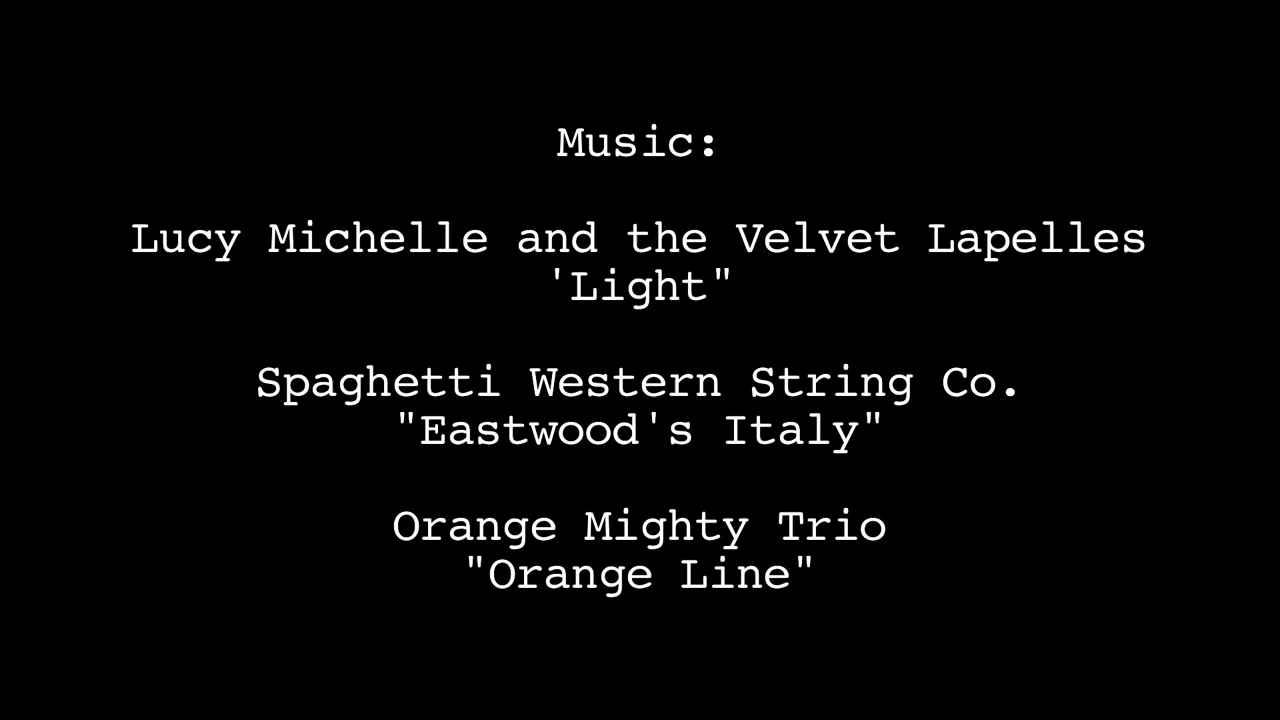 Music:
Lucy Michelle and the Velvet Lapelles
'Light"
Spaghetti Western String Co.
"Eastwood's Italy"
Orange Mighty Trio
"Orange Line"